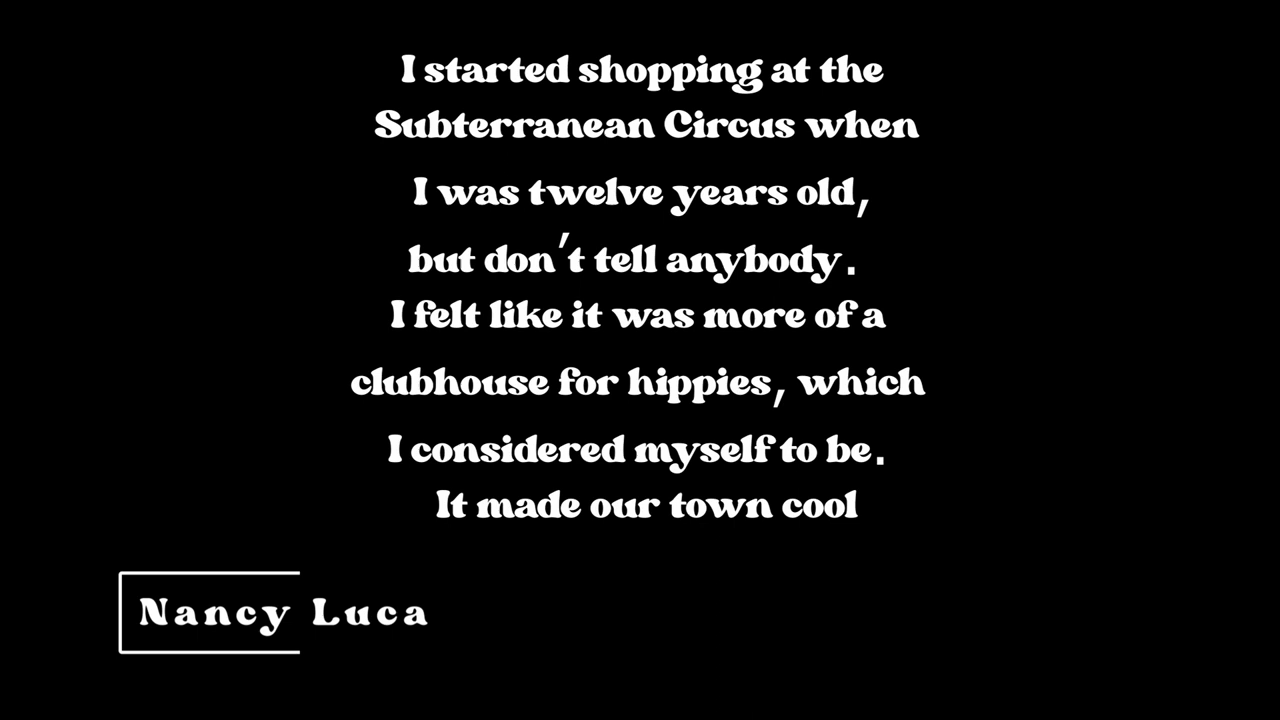 I started shopping at the
Subterranean Circus when
I was twelve years old,
but don't tell anybody.
I felt like it was more of a
clubhouse for hippies, which
I considered myself to be.
It made our town cool
Nancy Luca